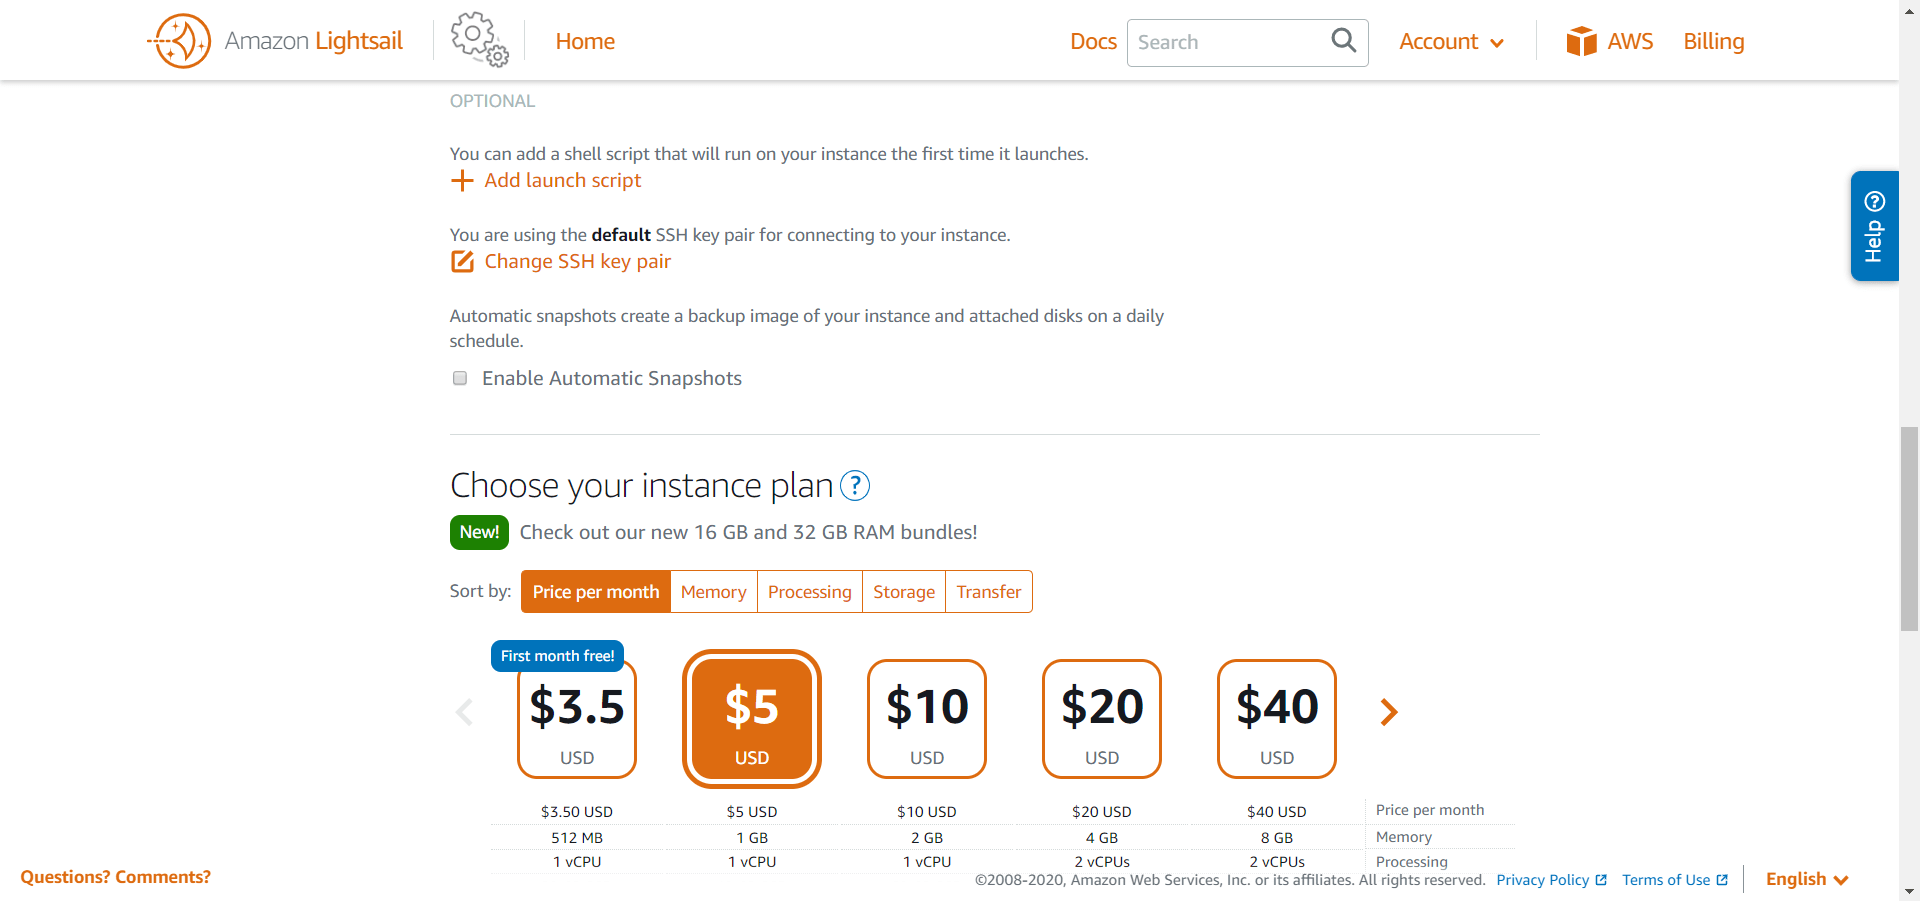 Amazon Lightsail
Home
Docs
Search
Account
AWS
Billing
OPTIONAL
You can add a shell script that will run on your instance the first time it launches.
Add launch script
You are using the default SSH key pair for connecting to your instance.
Change SSH key pair
Automatic snapshots create a backup image of your instance and attached disks on a daily
schedule.
Enable Automatic Snapshots
Help ?
Choose your instance plan ?
New! Check out our new 16 GB and 32 GB RAM bundles!
Sort by: Price per month Memory Processing Storage Transfer
First month free!
$3.5 $5 $10 $20 $40
USD USD USD USD USD
$3.50 USD $5 USD $10 USD $20 USD $40 USD Price per month
512 MB 1 GB 2 GB 4 GB 8 GB Memory
1 vCPU 1 vCPU 1 vCPU 2 vCPUs 2 vCPUs Processing
Questions? Comments?
©2008-2020, Amazon Web Services, Inc. or its affiliates. All rights reserved. Privacy Policy Terms of Use English